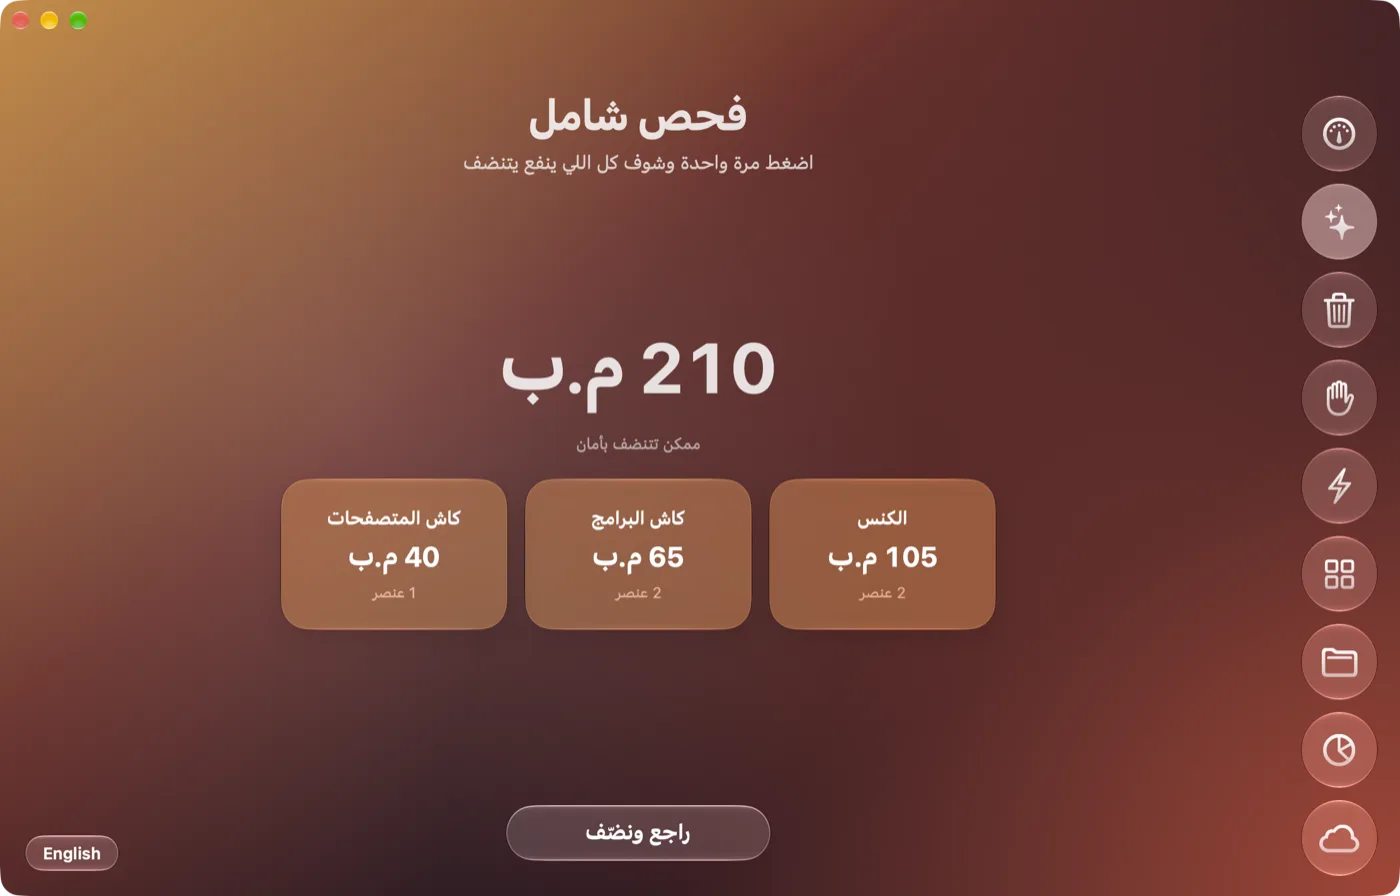 فحص شامل
اضغط مرة واحدة وشوف كل اللي ينفع يتنضف
210 م.ب
ممكن تتنضف بأمان
الكنس
105 م.ب
2 عنصر
كاش البرامج
65 م.ب
2 عنصر
كاش المتصفحات
40 م.ب
1 عنصر
راجع ونضّف
English